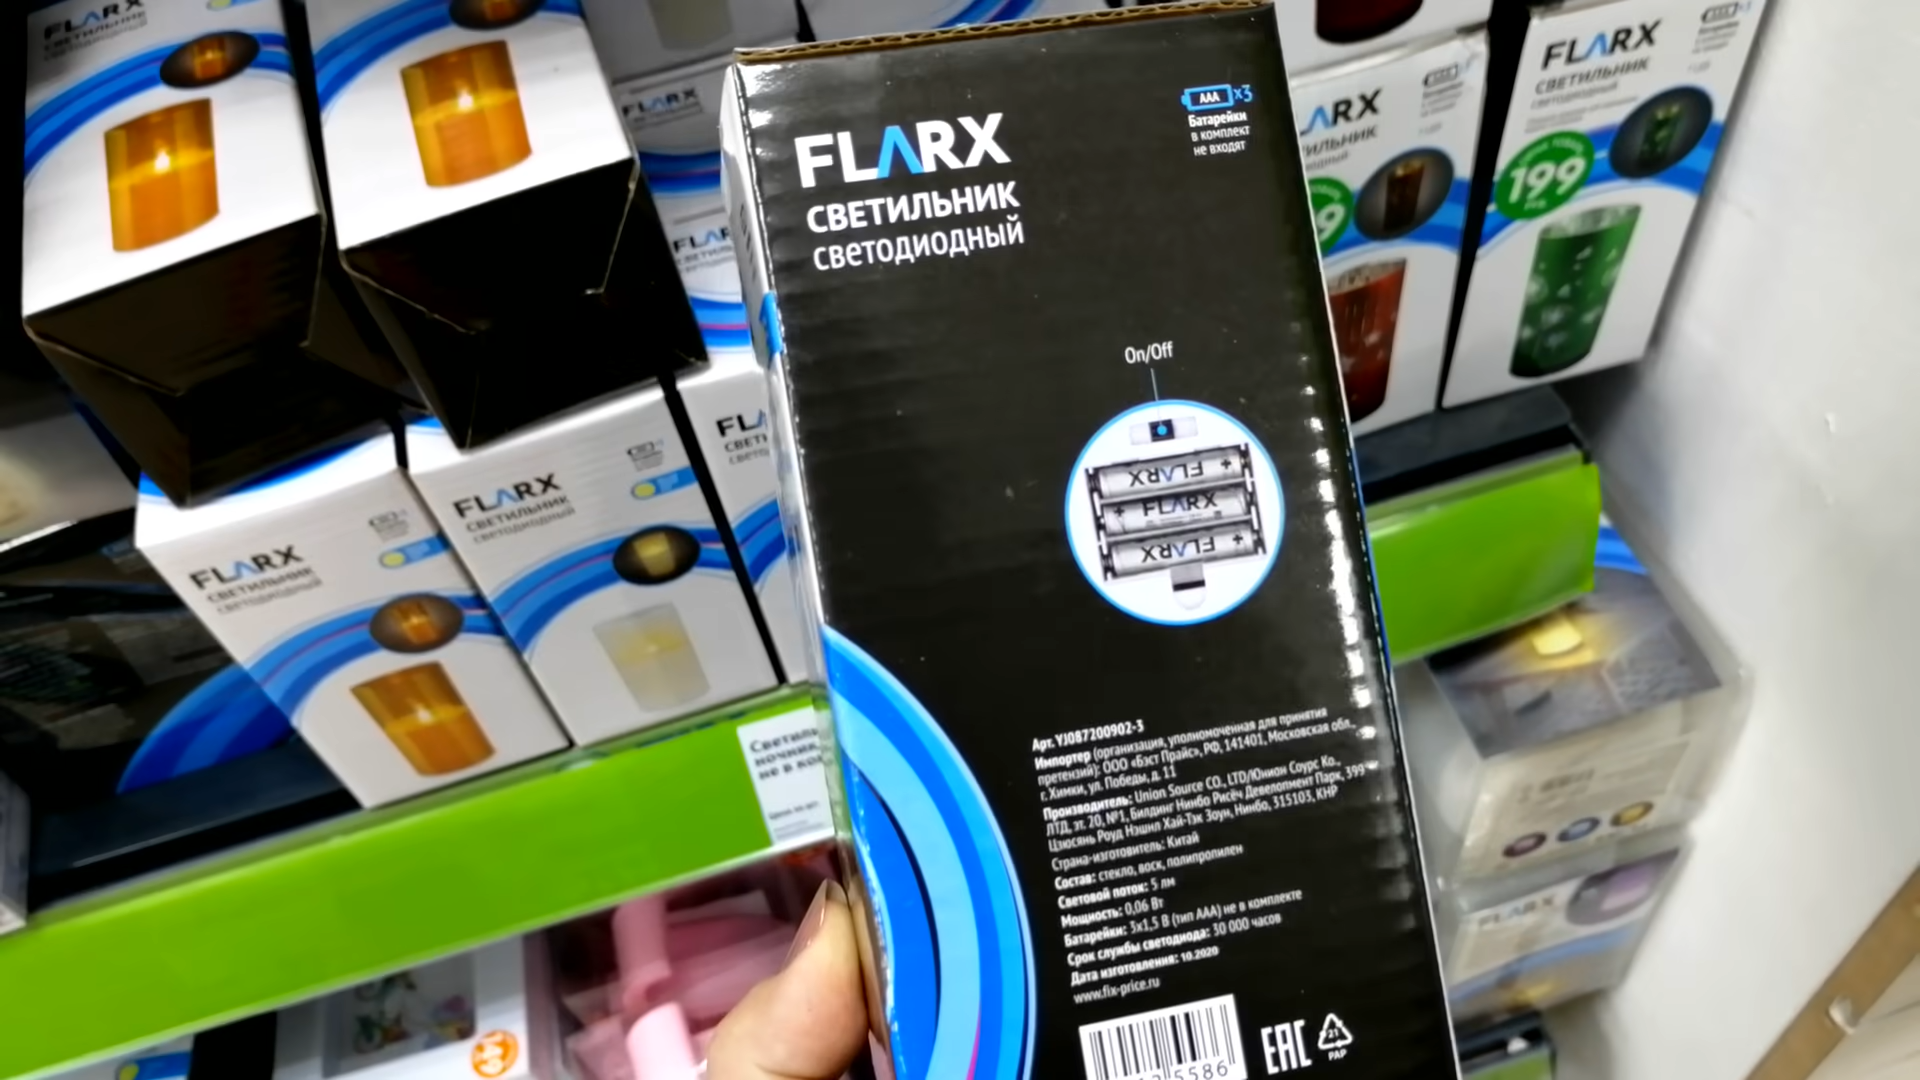 FLARX
СВЕТИЛЬНИК
светодиодный
AAA x3
Батарейки
в комплект
не входят
On/Off
FLARX
FLARX
FLARX
Арт. YJ087200902-3
Импортер (организация, уполномоченная для принятия
претензий): ООО «Бэст Прайс», РФ, 141401, Московская обл.,
г. Химки, ул. Победы, д. 11
Производитель: Union Source CO., LTD/Юнион Соурс Ко.,
ЛТД, эт. 20, №1, Билдинг Нинбо Рисёч Девелопмент Парк, 399
Цзюсянь Роуд Нэшнл Хай-Тэк Зоун, Нинбо, 315103, КНР
Страна-изготовитель: Китай
Состав: стекло, воск, полипропилен
Световой поток: 5 лм
Мощность: 0,06 Вт
Батарейки: 3x1,5 В (тип ААА) не в комплекте
Срок службы светодиода: 30 000 часов
Дата изготовления: 10.2020
www.fix-price.ru
5586
EAC
21
PAP
FLARX
СВЕТИЛЬНИК
СВЕТОДИОДНЫЙ
199
FLARX
СВЕТИЛЬНИК
СВЕТОДИОДНЫЙ
FLARX
СВЕТИЛЬНИК
СВЕТОДИОДНЫЙ
FLARX
FLARX